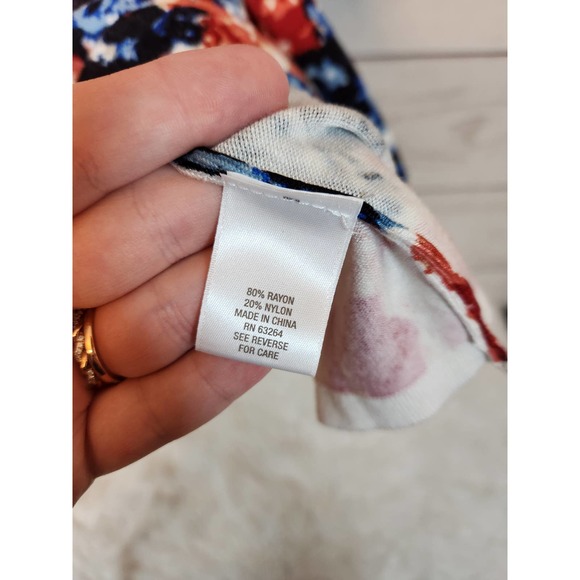 80% RAYON
20% NYLON
MADE IN CHINA
RN 63264
SEE REVERSE
FOR CARE